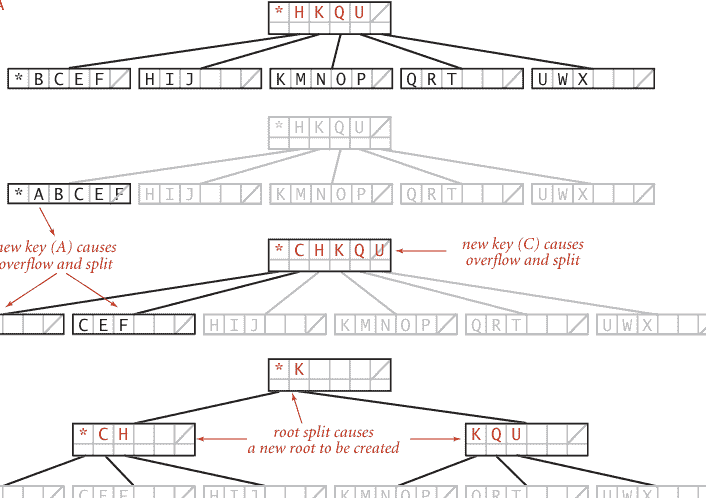 A
* H K Q U
* B C E F
H I J
K M N O P
Q R T
U W X
* H K Q U
* A B C E F
H I J
K M N O P
Q R T
U W X
new key (A) causes
overflow and split
* C H K Q U
new key (C) causes
overflow and split
C E F
H I J
K M N O P
Q R T
U W X
* K
* C H
root split causes
a new root to be created
K Q U
C E F
H I J
K M N O P
Q R T
U W X